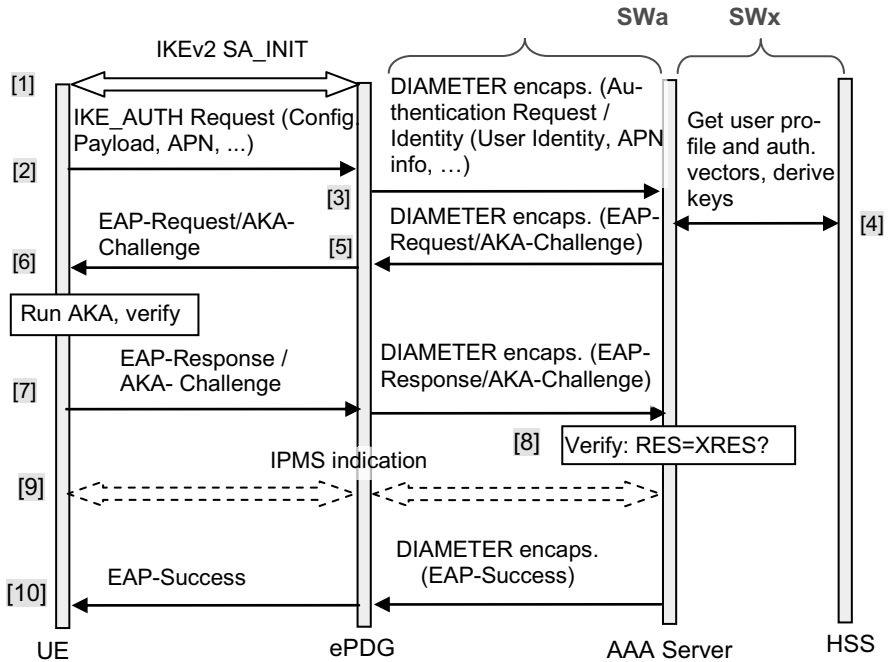 SWa
SWx
IKEv2 SA_INIT
[1]
DIAMETER encaps. (Au-
thentication Request /
Identity (User Identity, APN
info, …)
IKE_AUTH Request (Config.
Payload, APN, ...)
Get user pro-
file and auth.
vectors, derive
keys
[2]
[3]
[4]
EAP-Request/AKA-
Challenge
[5]
DIAMETER encaps. (EAP-
Request/AKA-Challenge)
[6]
Run AKA, verify
EAP-Response /
AKA- Challenge
DIAMETER encaps. (EAP-
Response/AKA-Challenge)
[7]
[8]
Verify: RES=XRES?
IPMS indication
[9]
DIAMETER encaps.
(EAP-Success)
EAP-Success
[10]
UE
ePDG
AAA Server
HSS